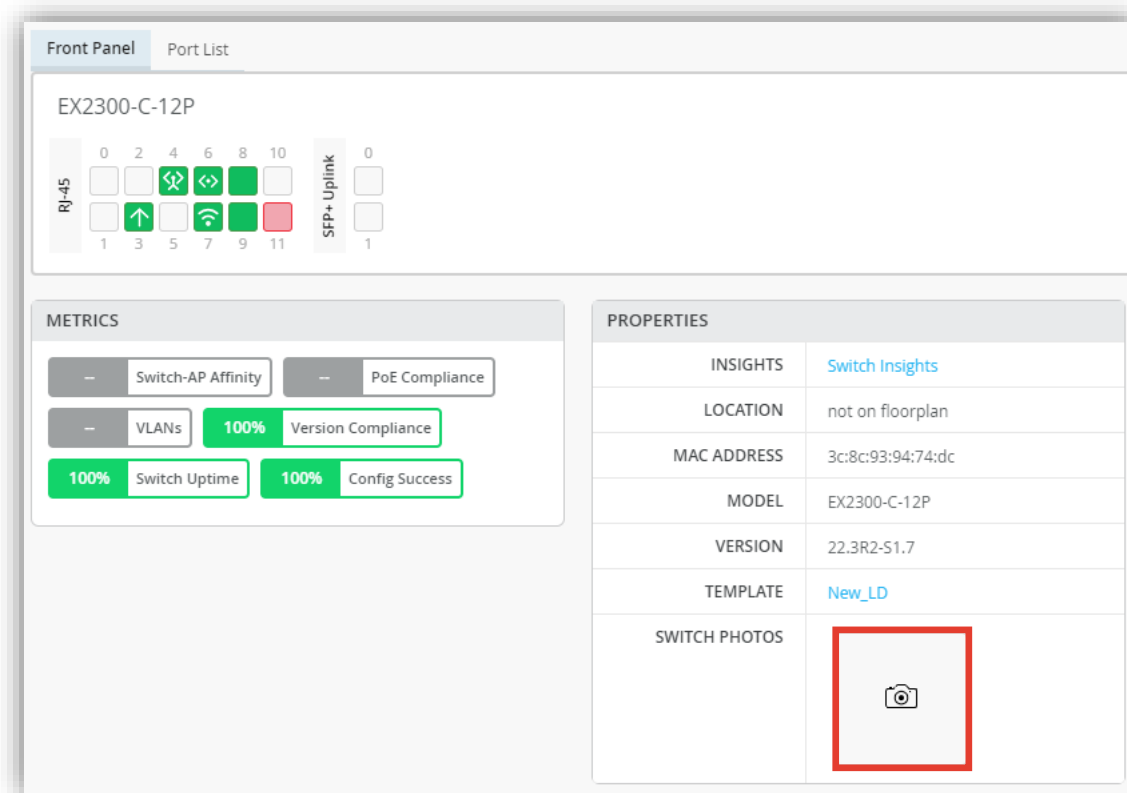 Front Panel Port List
EX2300-C-12P
RJ-45
0 2 4 6 8 10
1 3 5 7 9 11
SFP+ Uplink
0
1
METRICS
-- Switch-AP Affinity -- PoE Compliance
-- VLANs 100% Version Compliance
100% Switch Uptime 100% Config Success
PROPERTIES
INSIGHTS Switch Insights
LOCATION not on floorplan
MAC ADDRESS 3c:8c:93:94:74:dc
MODEL EX2300-C-12P
VERSION 22.3R2-S1.7
TEMPLATE New_LD
SWITCH PHOTOS